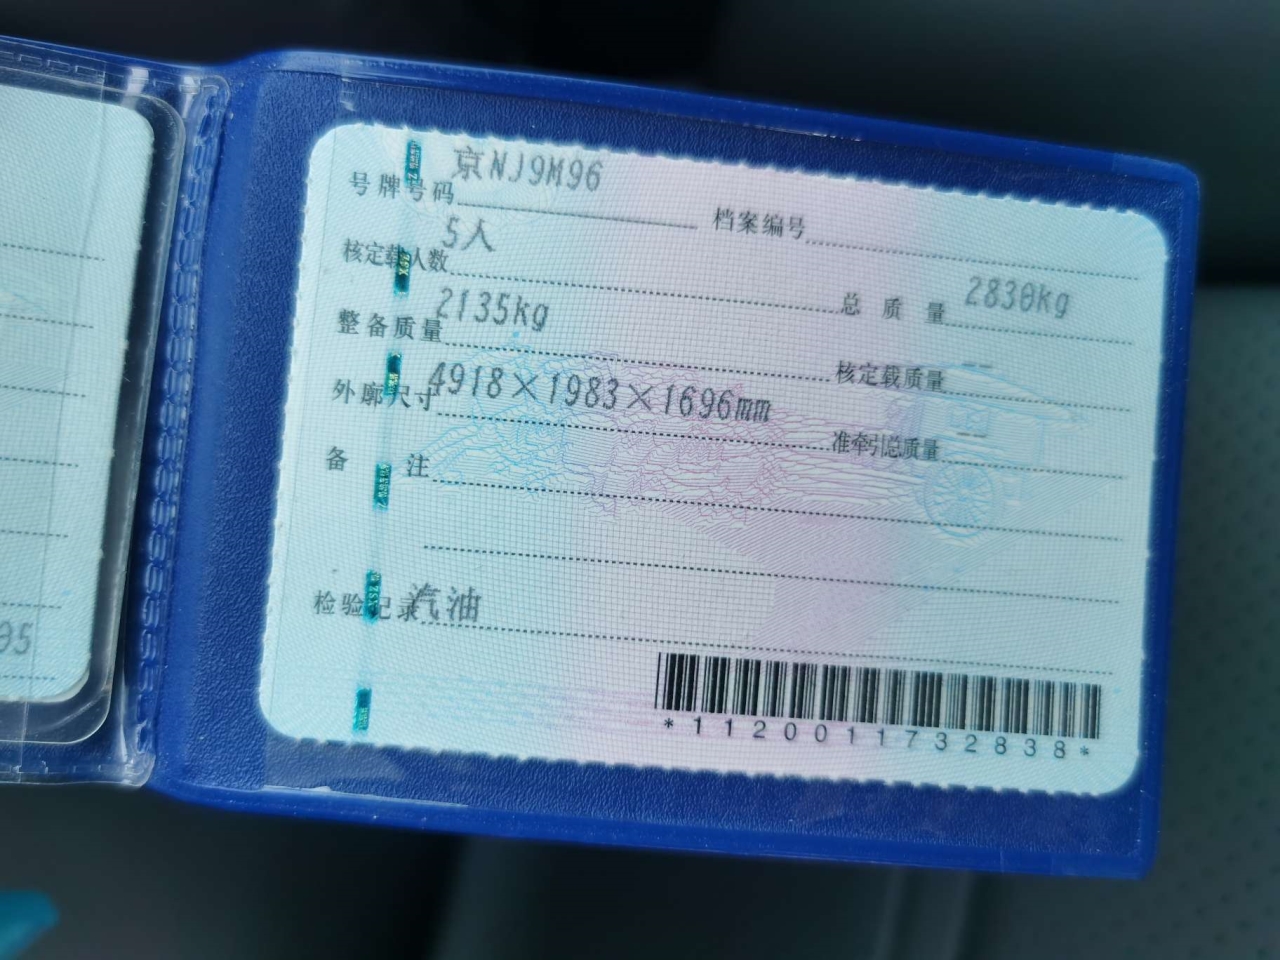 号牌号码 京NJ9M96 档案编号
核定载人数 5人 总质量 2830kg
整备质量 2135kg 核定载质量 --
外廓尺寸 4918×1983×1696mm 准牵引总质量 --
备注
检验记录 汽油
*1120011732838*
05